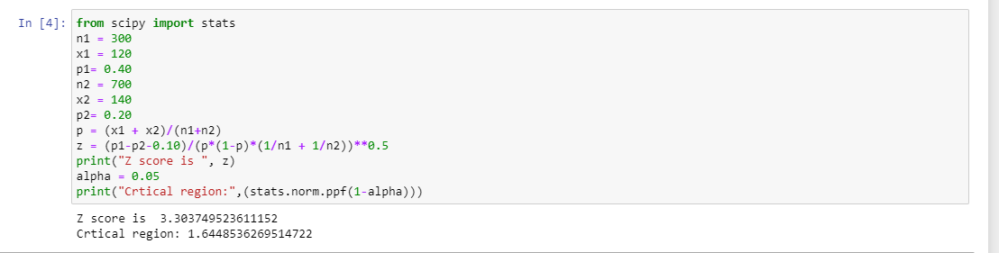 In [4]: from scipy import stats
n1 = 300
x1 = 120
p1= 0.40
n2 = 700
x2 = 140
p2= 0.20
p = (x1 + x2)/(n1+n2)
z = (p1-p2-0.10)/(p*(1-p)*(1/n1 + 1/n2))**0.5
print("Z score is ", z)
alpha = 0.05
print("Crtical region:",(stats.norm.ppf(1-alpha)))
Z score is  3.303749523611152
Crtical region: 1.6448536269514722